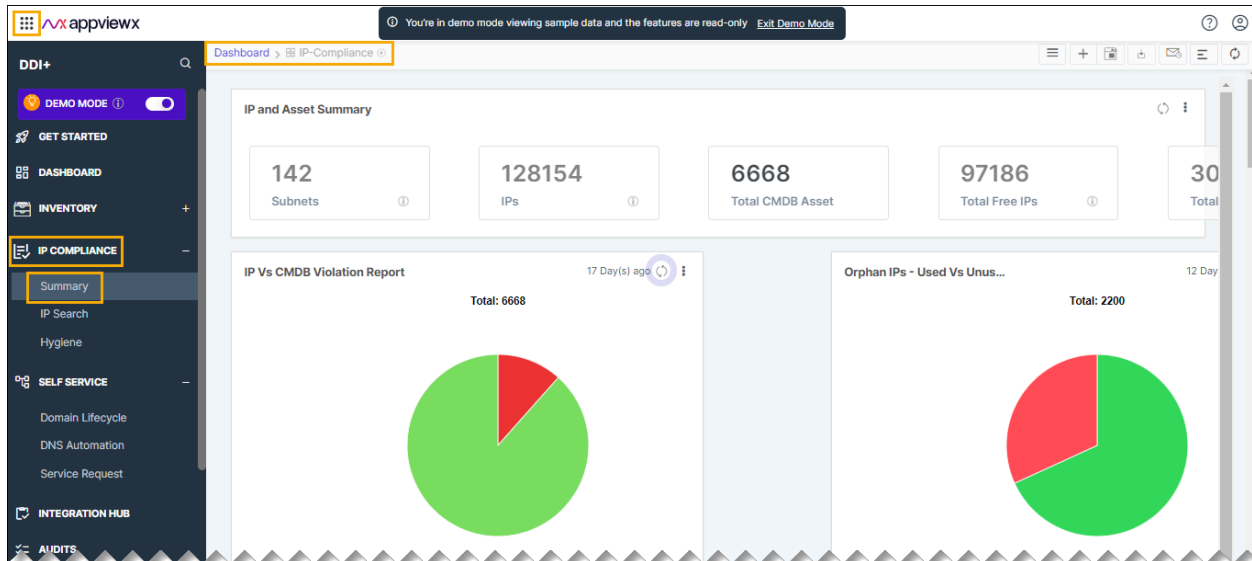 appviewx
You're in demo mode viewing sample data and the features are read-only Exit Demo Mode
DDI+
DEMO MODE
GET STARTED
DASHBOARD
INVENTORY +
IP COMPLIANCE –
Summary
IP Search
Hygiene
SELF SERVICE –
Domain Lifecycle
DNS Automation
Service Request
INTEGRATION HUB
AUDITS
Dashboard > IP-Compliance
IP and Asset Summary
142
Subnets
128154
IPs
6668
Total CMDB Asset
97186
Total Free IPs
30
Total
IP Vs CMDB Violation Report 17 Day(s) ago
Total: 6668
Orphan IPs - Used Vs Unus... 12 Day
Total: 2200